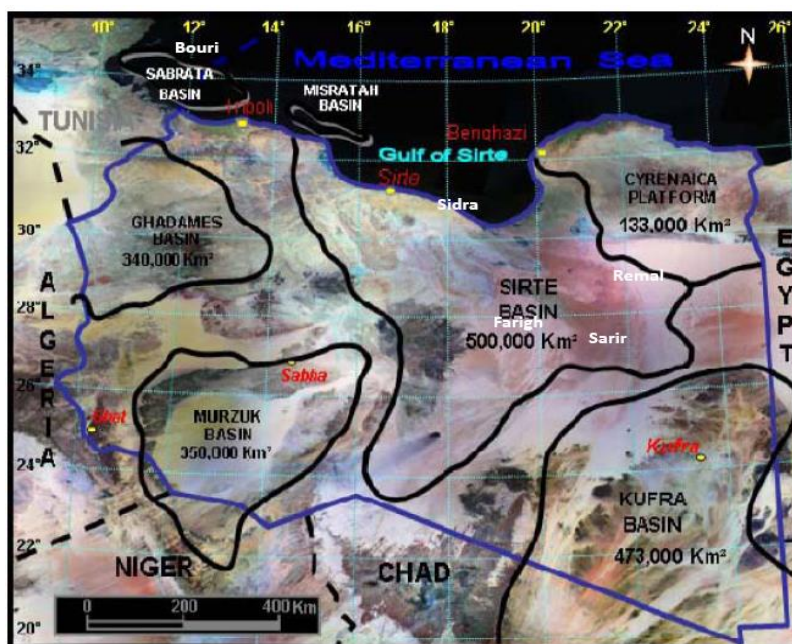 10° 12° 14° 16° 18° 20° 22° 24° 26°
34°
32°
30°
28°
26°
24°
22°
20°
N
Mediterranean Sea
Bouri
SABRATA
BASIN
MISRATAH
BASIN
TUNISIA
Tripoli
Benghazi
Gulf of Sirte
Sirte
Sidra
CYRENAICA
PLATFORM
133,000 Km²
GHADAMES
BASIN
340,000 Km²
SIRTE
BASIN
500,000 Km²
Remal
Farigh
Sarir
EGYPT
ALGERIA
Sabha
Ghat
MURZUK
BASIN
350,000 Km²
Kufra
KUFRA
BASIN
473,000 Km²
NIGER
CHAD
0 200 400 Km